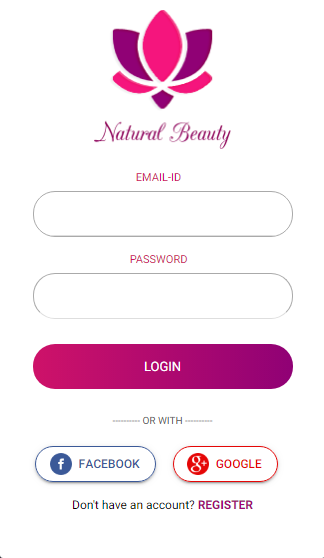 Natural Beauty
EMAIL-ID
PASSWORD
LOGIN
---------- OR WITH ----------
f FACEBOOK
g+ GOOGLE
Don't have an account? REGISTER